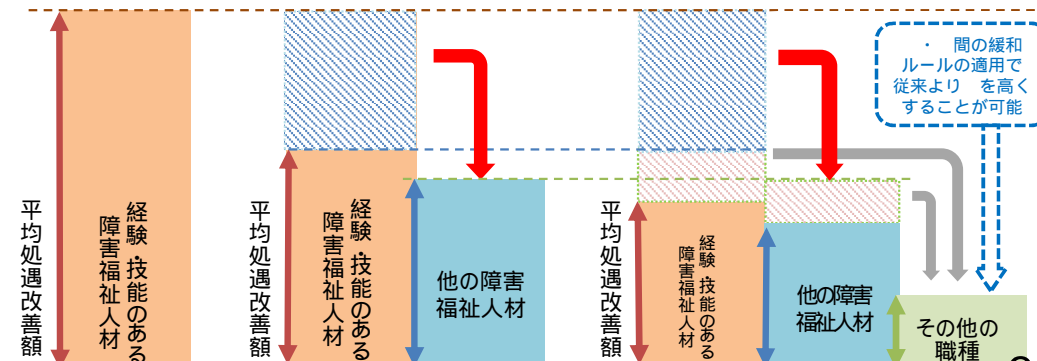 平均処遇改善額
経験・技能のある
障害福祉人材
平均処遇改善額
経験・技能のある
障害福祉人材
他の障害
福祉人材
平均処遇改善額
経験・技能のある
障害福祉人材
他の障害
福祉人材
・ 間の緩和
ルールの適用で
従来より を高く
することが可能
その他の
職種